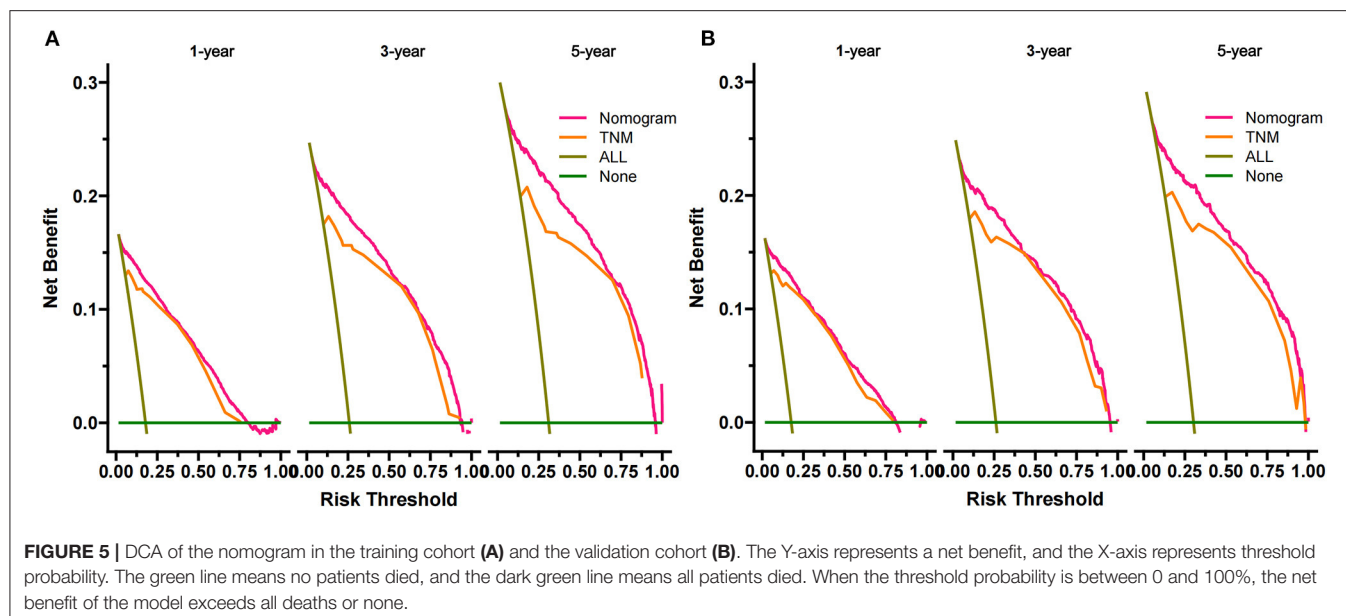 A
1-year
3-year
5-year
Net Benefit
0.3
0.2
0.1
0.0
Nomogram
TNM
ALL
None
0.00 0.25 0.50 0.75 1.00
0.00 0.25 0.50 0.75 1.00
0.00 0.25 0.50 0.75 1.00
Risk Threshold
B
1-year
3-year
5-year
Net Benefit
0.3
0.2
0.1
0.0
Nomogram
TNM
ALL
None
0.00 0.25 0.50 0.75 1.00
0.00 0.25 0.50 0.75 1.00
0.00 0.25 0.50 0.75 1.00
Risk Threshold
FIGURE 5 | DCA of the nomogram in the training cohort (A) and the validation cohort (B). The Y-axis represents a net benefit, and the X-axis represents threshold
probability. The green line means no patients died, and the dark green line means all patients died. When the threshold probability is between 0 and 100%, the net
benefit of the model exceeds all deaths or none.